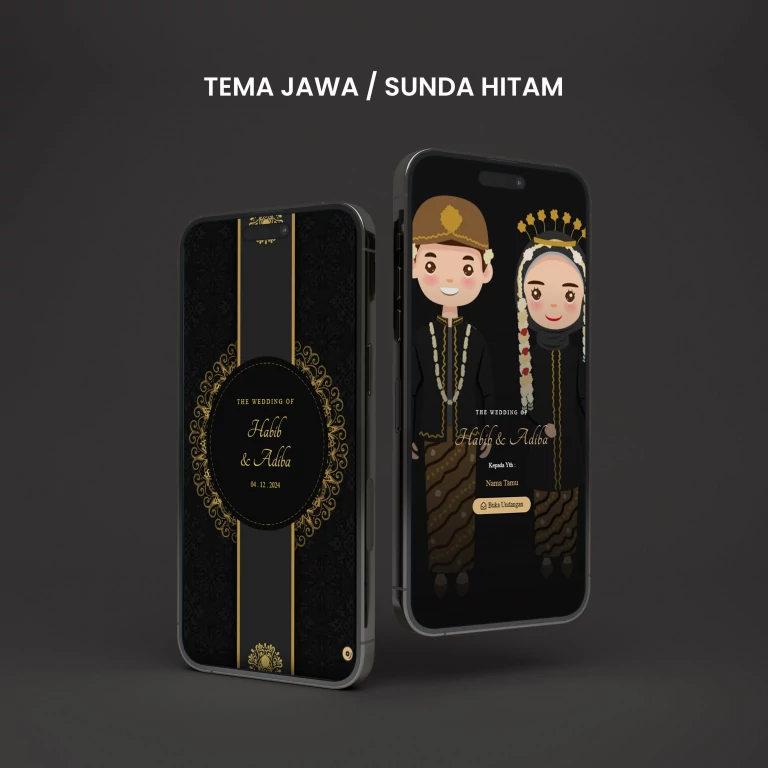 TEMA JAWA / SUNDA HITAM
THE WEDDING OF
Habib
& Adiba
04 . 12 . 2024
THE WEDDING OF
Habib & Adiba
Kepada Yth :
Nama Tamu
Buka Undangan